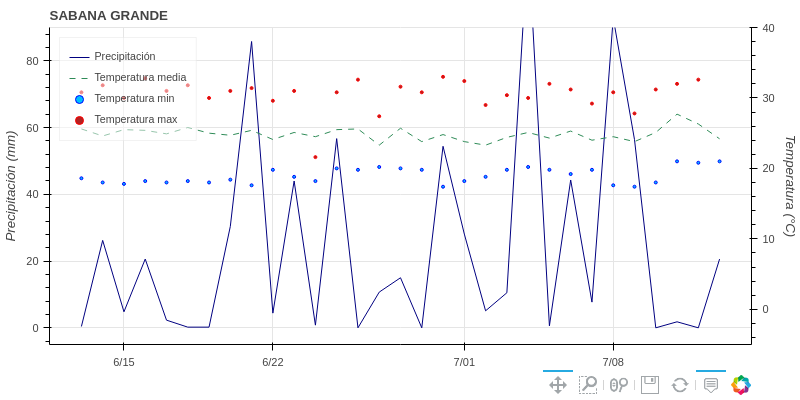 SABANA GRANDE
Precipitación
Temperatura media
Temperatura min
Temperatura max
Precipitación (mm)
80
60
40
20
0
Temperatura (°C)
40
30
20
10
0
6/15
6/22
7/01
7/08